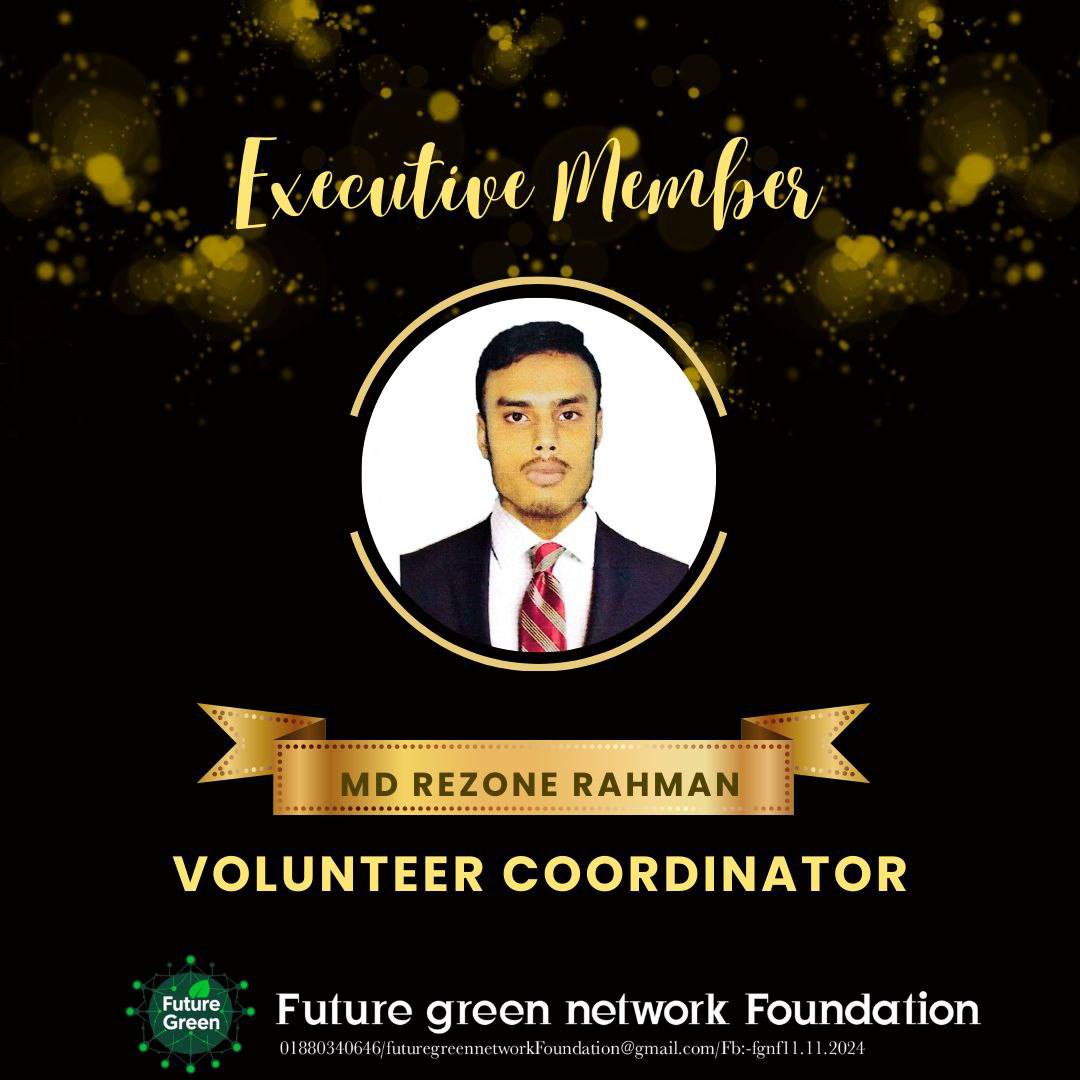 Executive Member
MD REZONE RAHMAN
VOLUNTEER COORDINATOR
Future
Green
Future green network Foundation
01880340646/futuregreennetworkFoundation@gmail.com/Fb:-fgnf11.11.2024